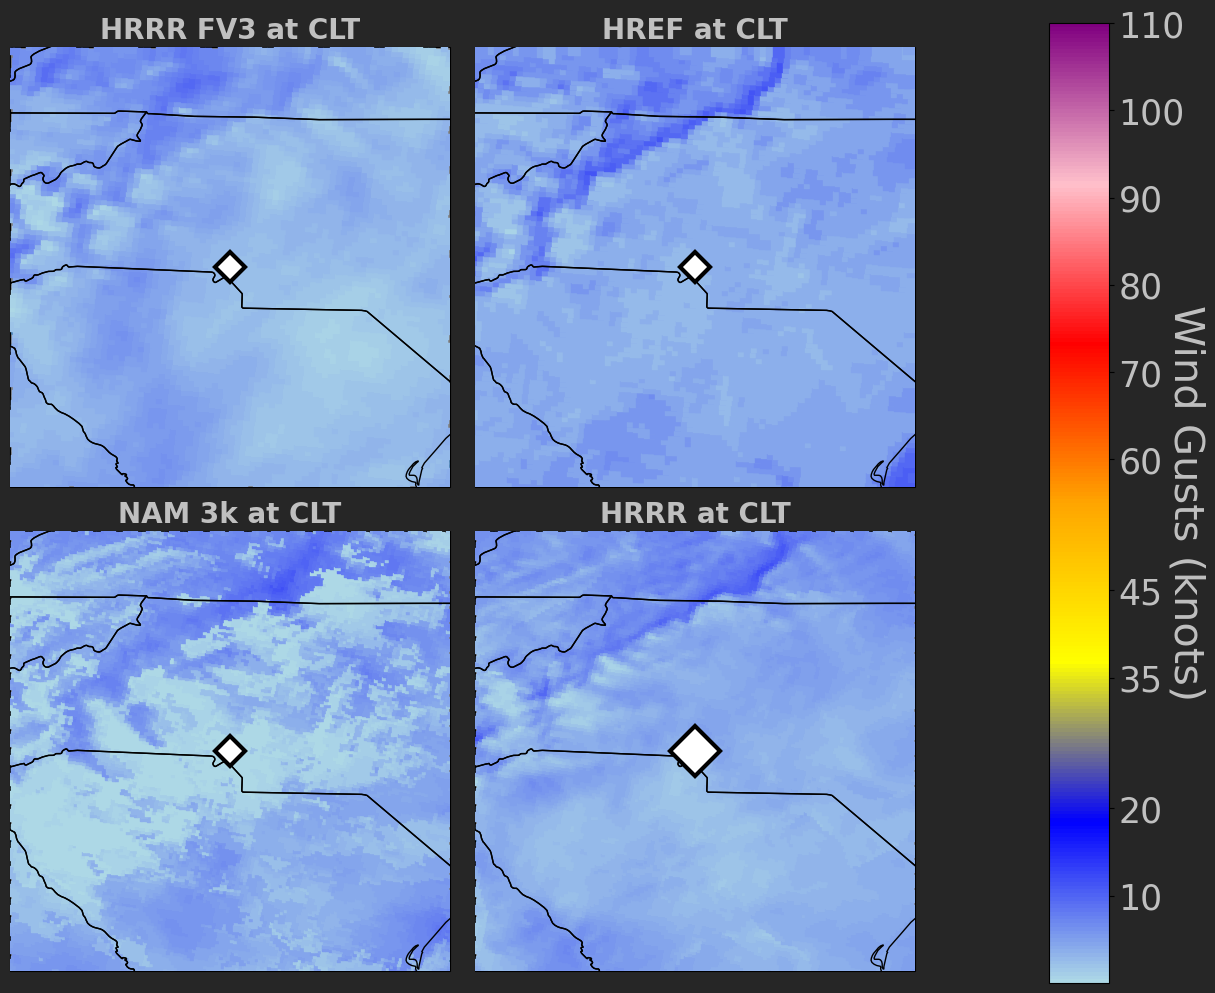 HRRR FV3 at CLT
HREF at CLT
NAM 3k at CLT
HRRR at CLT
110
100
90
80
70
60
45
35
20
10
Wind Gusts (knots)